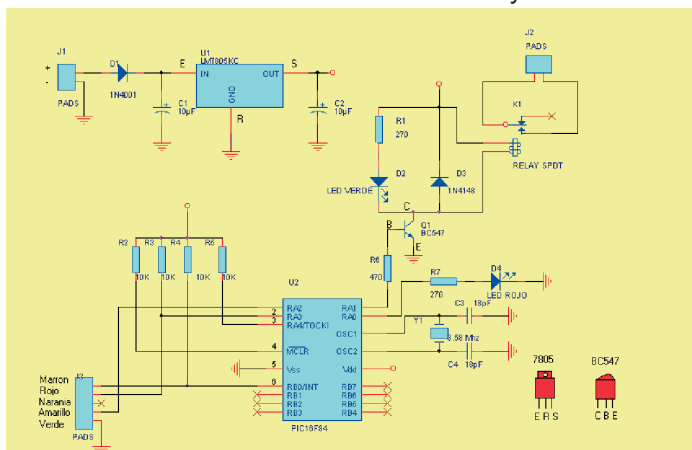 J1
+
-
PADS
D1
1N4001
E
U1
LM7805KC
IN
OUT
GND
S
R
C1
10µF
C2
10µF
J2
PADS
K1
RELAY SPDT
R1
270
D2
LED VERDE
D3
1N4148
C
B
Q1
BC547
E
R6
470
R2
R3
R4
R5
10K
10K
10K
10K
U2
RA2
RA3
RA4/TOCKI
MCLR
Vss
RB0/INT
RB1
RB2
RB3
RA1
RA0
OSC1
OSC2
Vdd
RB7
RB6
RB5
RB4
2
3
4
5
6
PIC16F84
R7
270
D4
LED ROJO
C3
18pF
Y1
3.58 Mhz
C4
18pF
J3
Marron
Rojo
Narania
Amarillo
Verde
PADS
7805
E R S
BC547
C B E